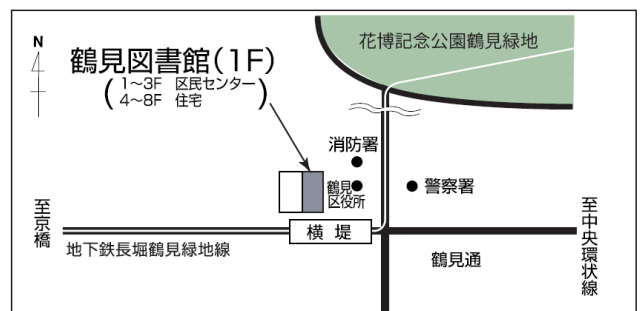 花博記念公園鶴見緑地
N
鶴見図書館(1F)
1～3F 区民センター
4～8F 住宅
消防署
鶴見
区役所
警察署
至京橋
横堤
至中央環状線
地下鉄長堀鶴見緑地線
鶴見通